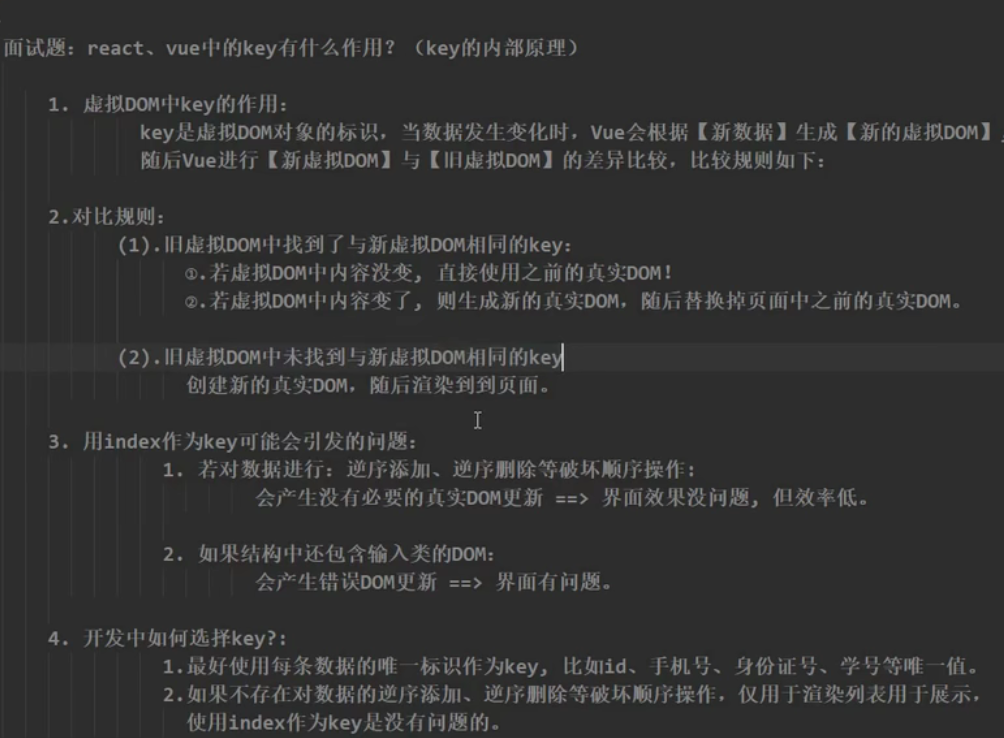 面试题：react、vue中的key有什么作用？（key的内部原理）
1. 虚拟DOM中key的作用：
key是虚拟DOM对象的标识，当数据发生变化时，Vue会根据【新数据】生成【新的虚拟DOM】
随后Vue进行【新虚拟DOM】与【旧虚拟DOM】的差异比较，比较规则如下：
2.对比规则：
(1).旧虚拟DOM中找到了与新虚拟DOM相同的key：
①.若虚拟DOM中内容没变, 直接使用之前的真实DOM！
②.若虚拟DOM中内容变了, 则生成新的真实DOM，随后替换掉页面中之前的真实DOM。
(2).旧虚拟DOM中未找到与新虚拟DOM相同的key
创建新的真实DOM，随后渲染到到页面。
3. 用index作为key可能会引发的问题：
1. 若对数据进行：逆序添加、逆序删除等破坏顺序操作:
会产生没有必要的真实DOM更新 ==> 界面效果没问题, 但效率低。
2. 如果结构中还包含输入类的DOM：
会产生错误DOM更新 ==> 界面有问题。
4. 开发中如何选择key?:
1.最好使用每条数据的唯一标识作为key, 比如id、手机号、身份证号、学号等唯一值。
2.如果不存在对数据的逆序添加、逆序删除等破坏顺序操作，仅用于渲染列表用于展示，
使用index作为key是没有问题的。